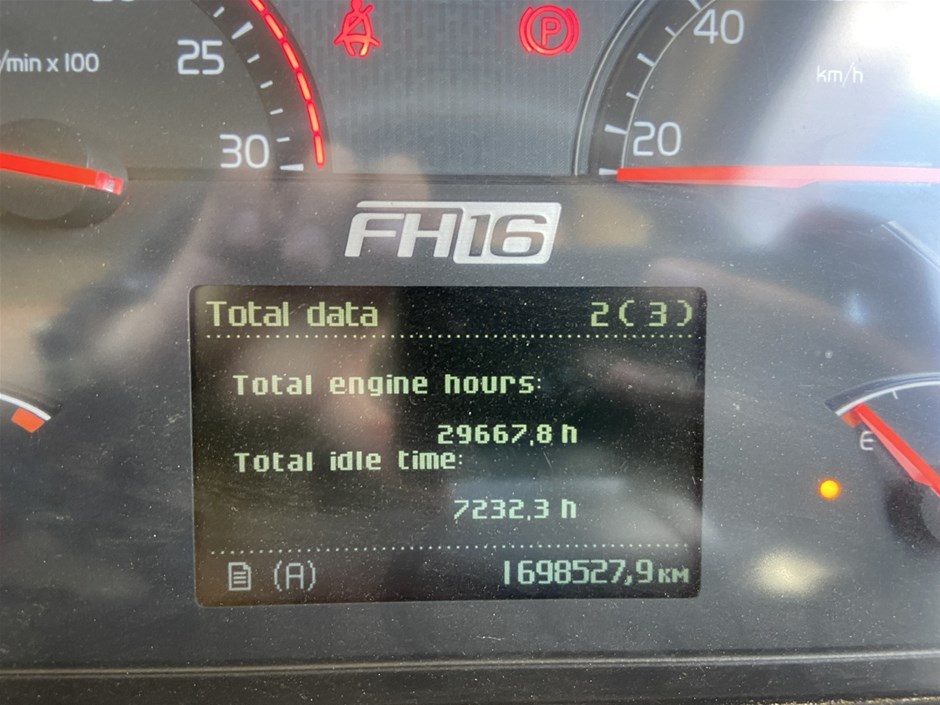 /min x 100
25
30
P
40
km/h
20
FH16
Total data 2(3)
Total engine hours:
29667,8 h
Total idle time:
7232,3 h
E
(A) 1698527,9 км